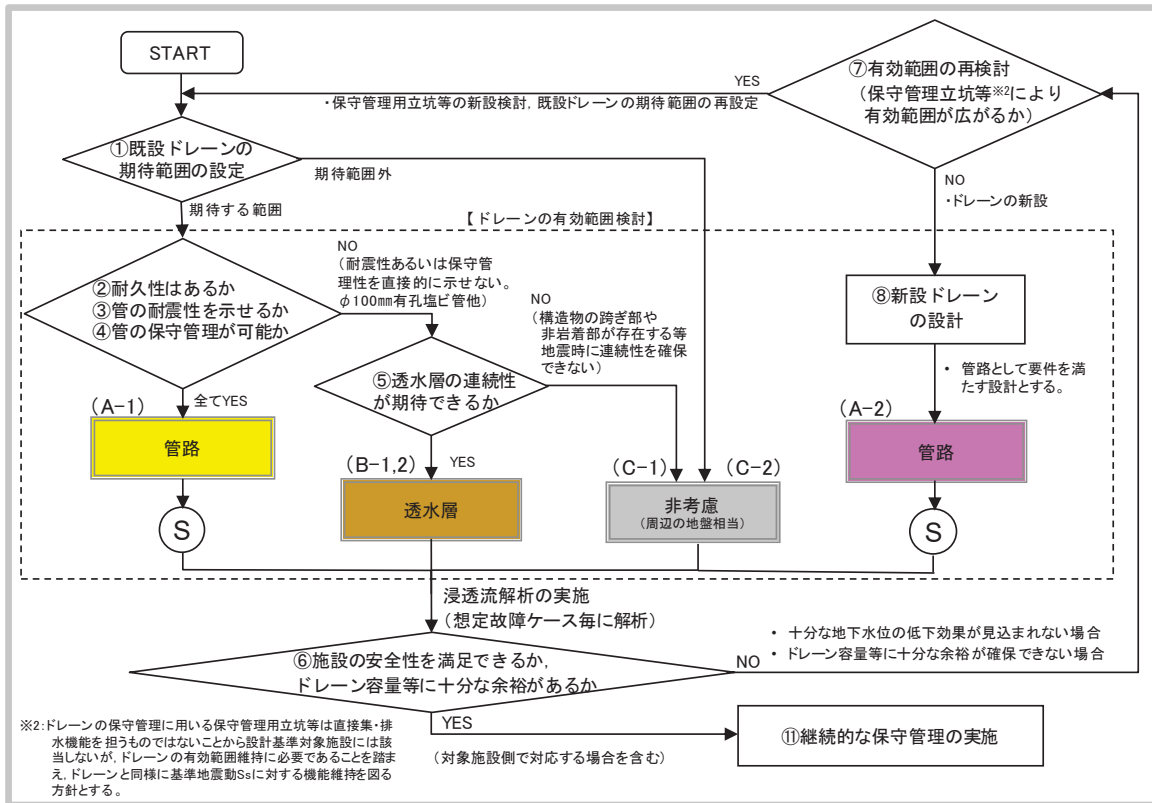 START
YES
・保守管理用立坑等の新設検討，既設ドレーンの期待範囲の再設定
⑦有効範囲の再検討
(保守管理立坑等※2により
有効範囲が広がるか)
①既設ドレーンの
期待範囲の設定
期待範囲外
期待する範囲
NO
・ドレーンの新設
【ドレーンの有効範囲検討】
②耐久性はあるか
③管の耐震性を示せるか
④管の保守管理が可能か
NO
(耐震性あるいは保守管
理性を直接的に示せない。
φ100mm有孔塩ビ管他)
NO
(構造物の跨ぎ部や
非岩着部が存在する等
地震時に連続性を確保
できない)
⑧新設ドレーン
の設計
⑤透水層の連続性
が期待できるか
• 管路として要件を満
たす設計とする。
(A-1)
全てYES
管路
S
(B-1,2)
YES
透水層
(C-1)
(C-2)
非考慮
(周辺の地盤相当)
(A-2)
管路
S
浸透流解析の実施
(想定故障ケース毎に解析)
⑥施設の安全性を満足できるか，
ドレーン容量等に十分な余裕があるか
NO
• 十分な地下水位の低下効果が見込まれない場合
• ドレーン容量等に十分な余裕が確保できない場合
YES
(対象施設側で対応する場合を含む)
⑪継続的な保守管理の実施
※2:ドレーンの保守管理に用いる保守管理用立坑等は直接集・排
水機能を担うものではないことから設計基準対象施設には該
当しないが，ドレーンの有効範囲維持に必要であることを踏ま
え，ドレーンと同様に基準地震動Ssに対する機能維持を図る
方針とする。